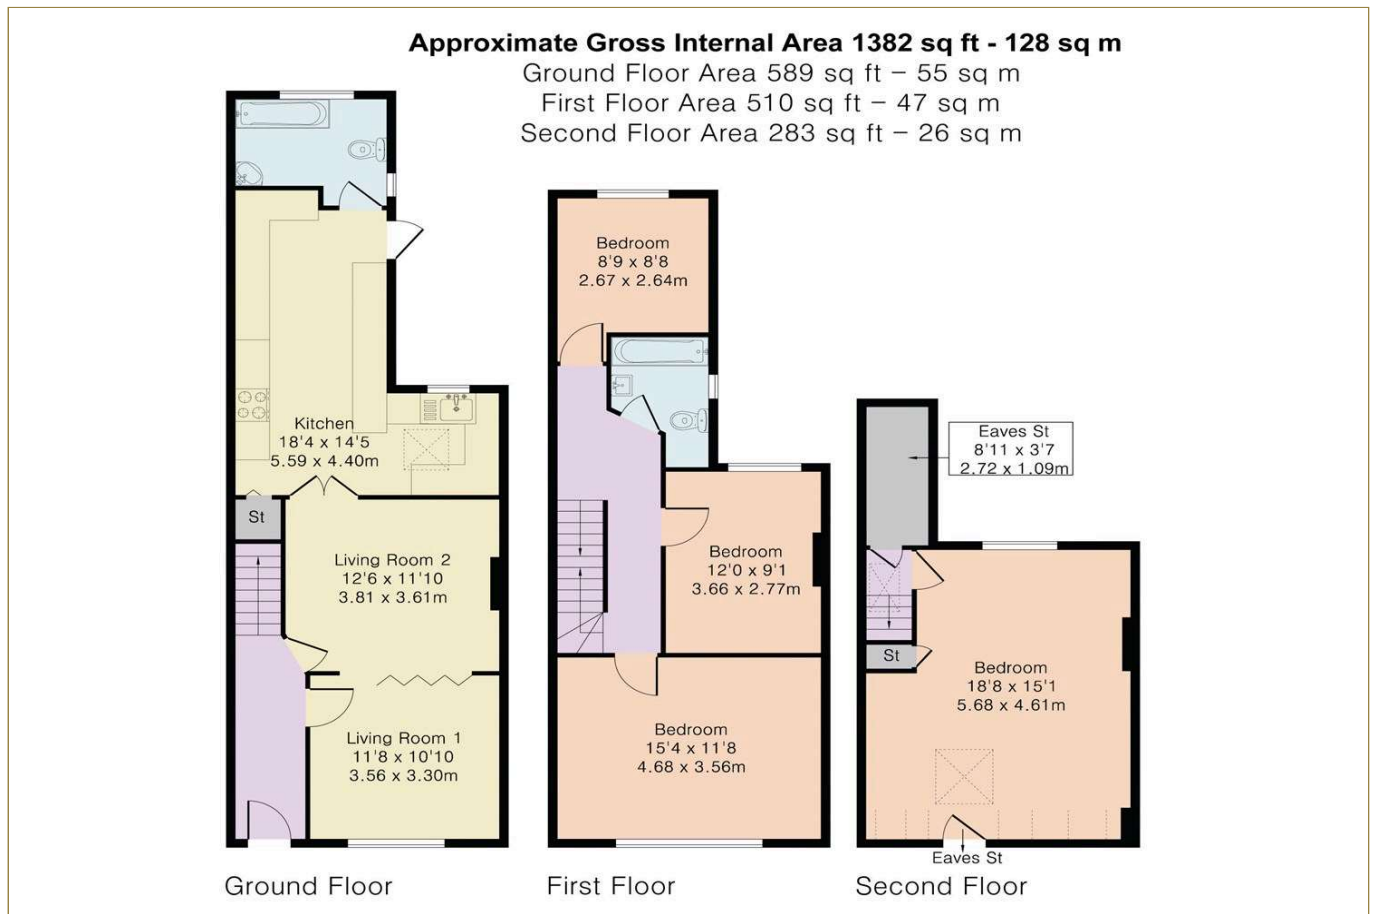 Approximate Gross Internal Area 1382 sq ft - 128 sq m
Ground Floor Area 589 sq ft – 55 sq m
First Floor Area 510 sq ft – 47 sq m
Second Floor Area 283 sq ft – 26 sq m
Kitchen
18'4 x 14'5
5.59 x 4.40m
St
Living Room 2
12'6 x 11'10
3.81 x 3.61m
Living Room 1
11'8 x 10'10
3.56 x 3.30m
Ground Floor
Bedroom
8'9 x 8'8
2.67 x 2.64m
Bedroom
12'0 x 9'1
3.66 x 2.77m
Bedroom
15'4 x 11'8
4.68 x 3.56m
First Floor
Eaves St
8'11 x 3'7
2.72 x 1.09m
St
Bedroom
18'8 x 15'1
5.68 x 4.61m
Eaves St
Second Floor